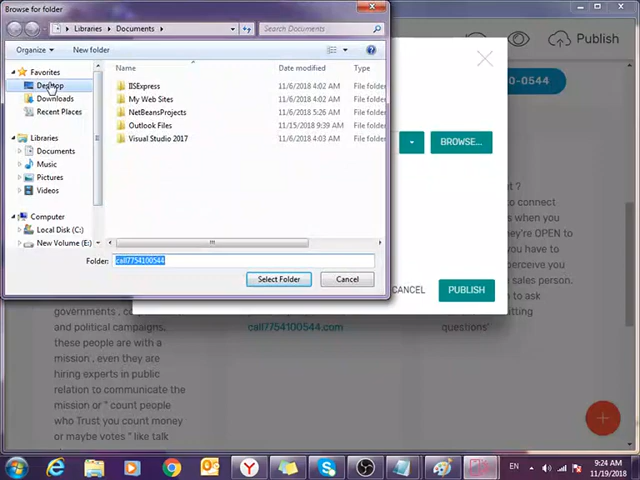 Browse for folder
Libraries
Documents
Search Documents
Organize
New folder
Favorites
Desktop
Downloads
Recent Places
Libraries
Documents
Music
Pictures
Videos
Computer
Local Disk (C:)
New Volume (E:)
Name
Date modified
Type
IISExpress
11/6/2018 4:02 AM
File folder
My Web Sites
11/6/2018 4:02 AM
File folder
NetBeansProjects
11/6/2018 5:26 AM
File folder
Outlook Files
11/15/2018 9:39 AM
File folder
Visual Studio 2017
11/6/2018 4:03 AM
File folder
Folder:
call7754100544
Select Folder
Cancel
Publish
0-0544
BROWSE...
CANCEL
PUBLISH
t ?
to connect
s when you
y're OPEN to
you have to
perceive you
sales person.
n to ask
tting
questions'
call7754100544.com
governments , co
and political campaigns,
these people are with a
mission , even they are
hiring experts in public
relation to communicate the
mission or " count people
who Trust you count money
or maybe votes " like talk
EN
9:24 AM
11/19/2018